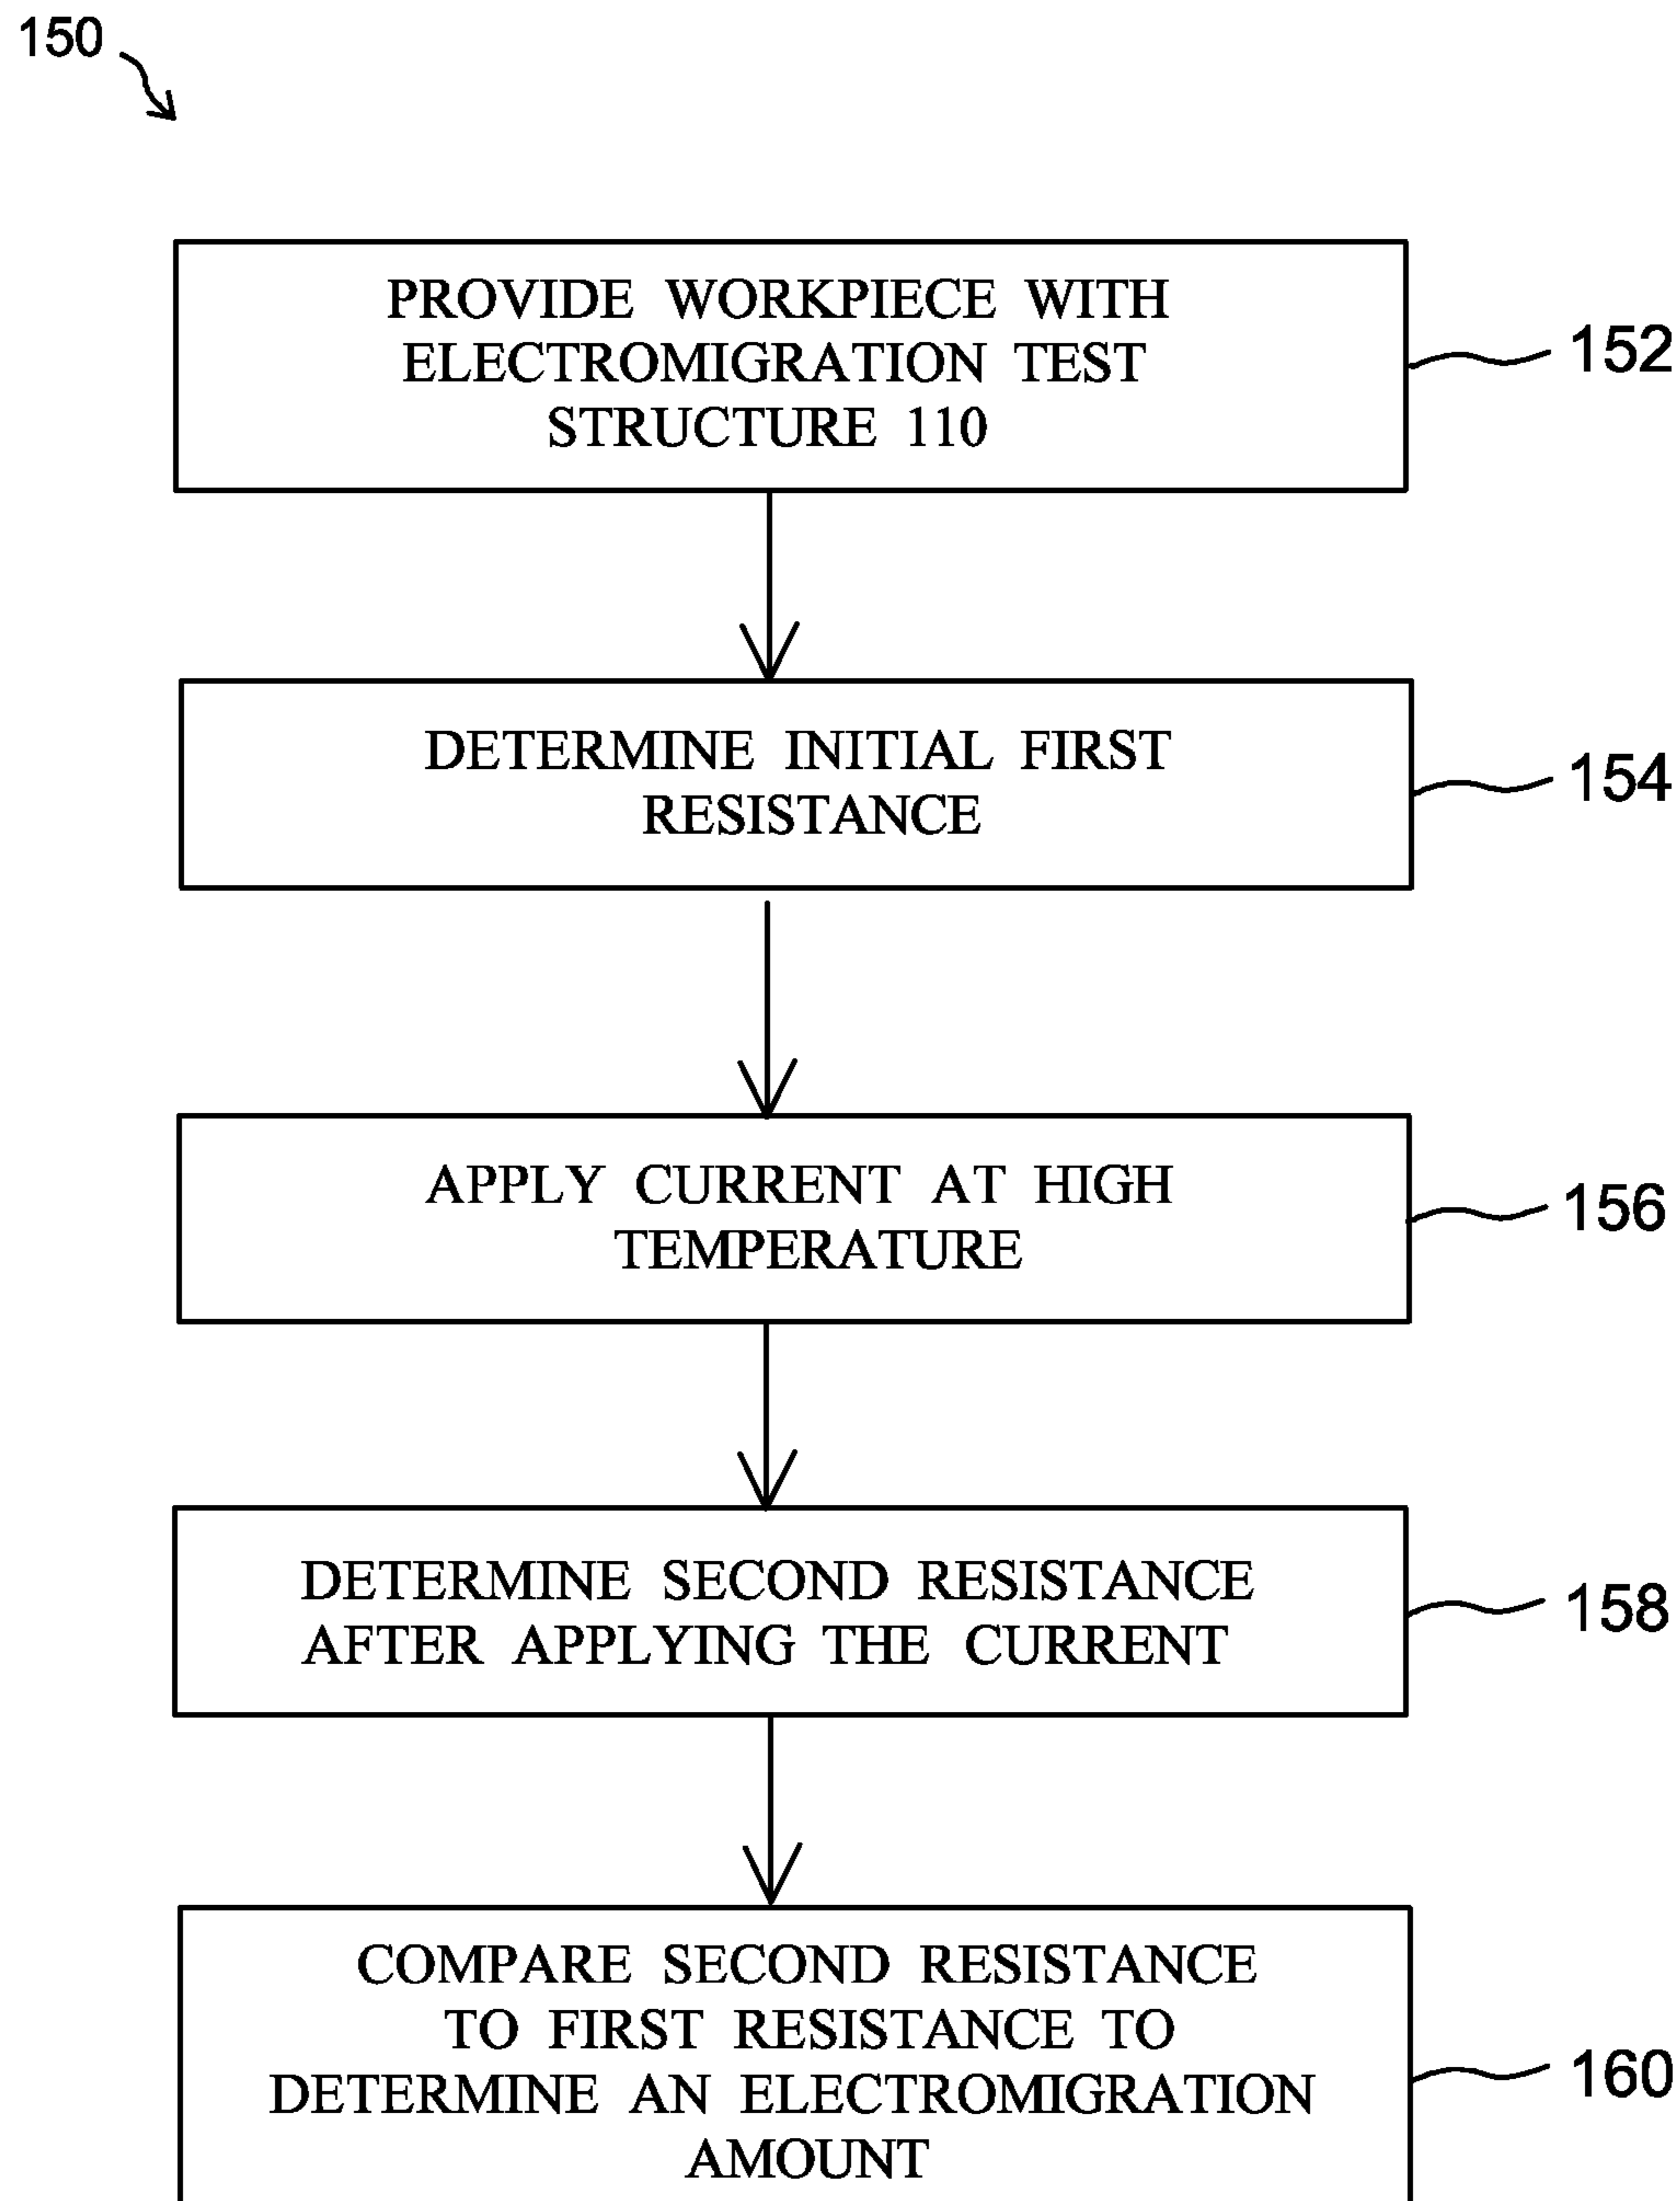 150
PROVIDE WORKPIECE WITH
ELECTROMIGRATION TEST
STRUCTURE 110
152
DETERMINE INITIAL FIRST
RESISTANCE
154
APPLY CURRENT AT HIGH
TEMPERATURE
156
DETERMINE SECOND RESISTANCE
AFTER APPLYING THE CURRENT
158
COMPARE SECOND RESISTANCE
TO FIRST RESISTANCE TO
DETERMINE AN ELECTROMIGRATION
AMOUNT
160